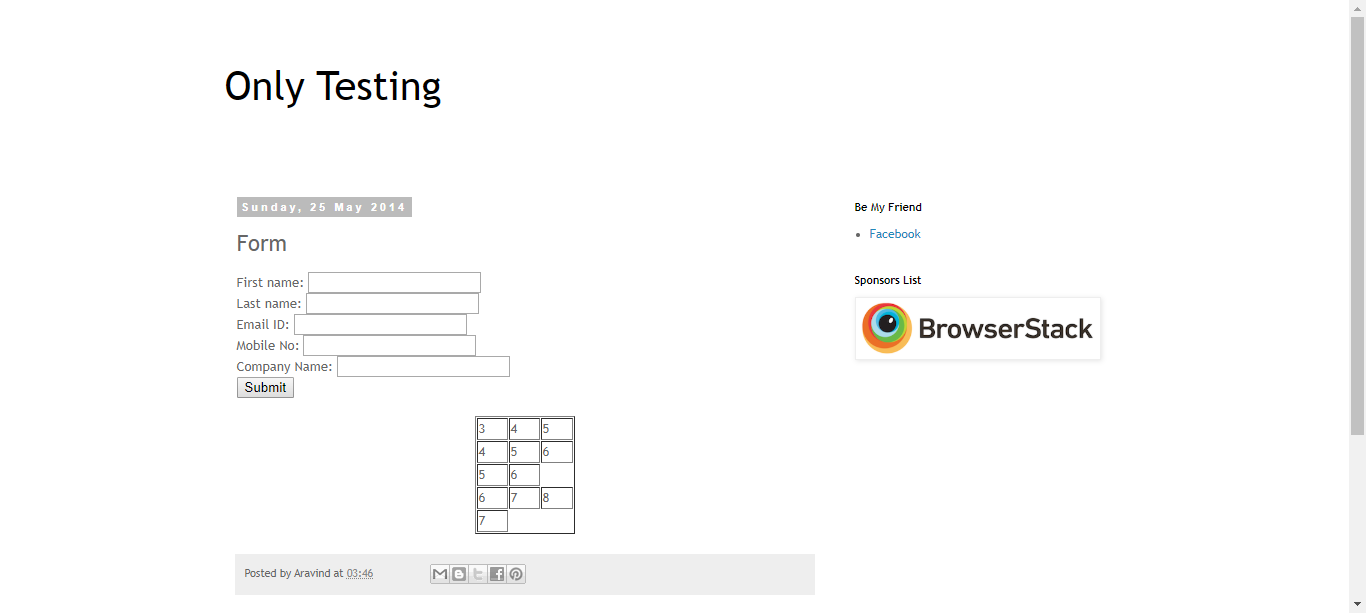 Only Testing
Sunday, 25 May 2014
Form
First name:
Last name:
Email ID:
Mobile No:
Company Name:
Submit
3 4 5
4 5 6
5 6
6 7 8
7
Posted by Aravind at 03:46
Be My Friend
Facebook
Sponsors List
BrowserStack